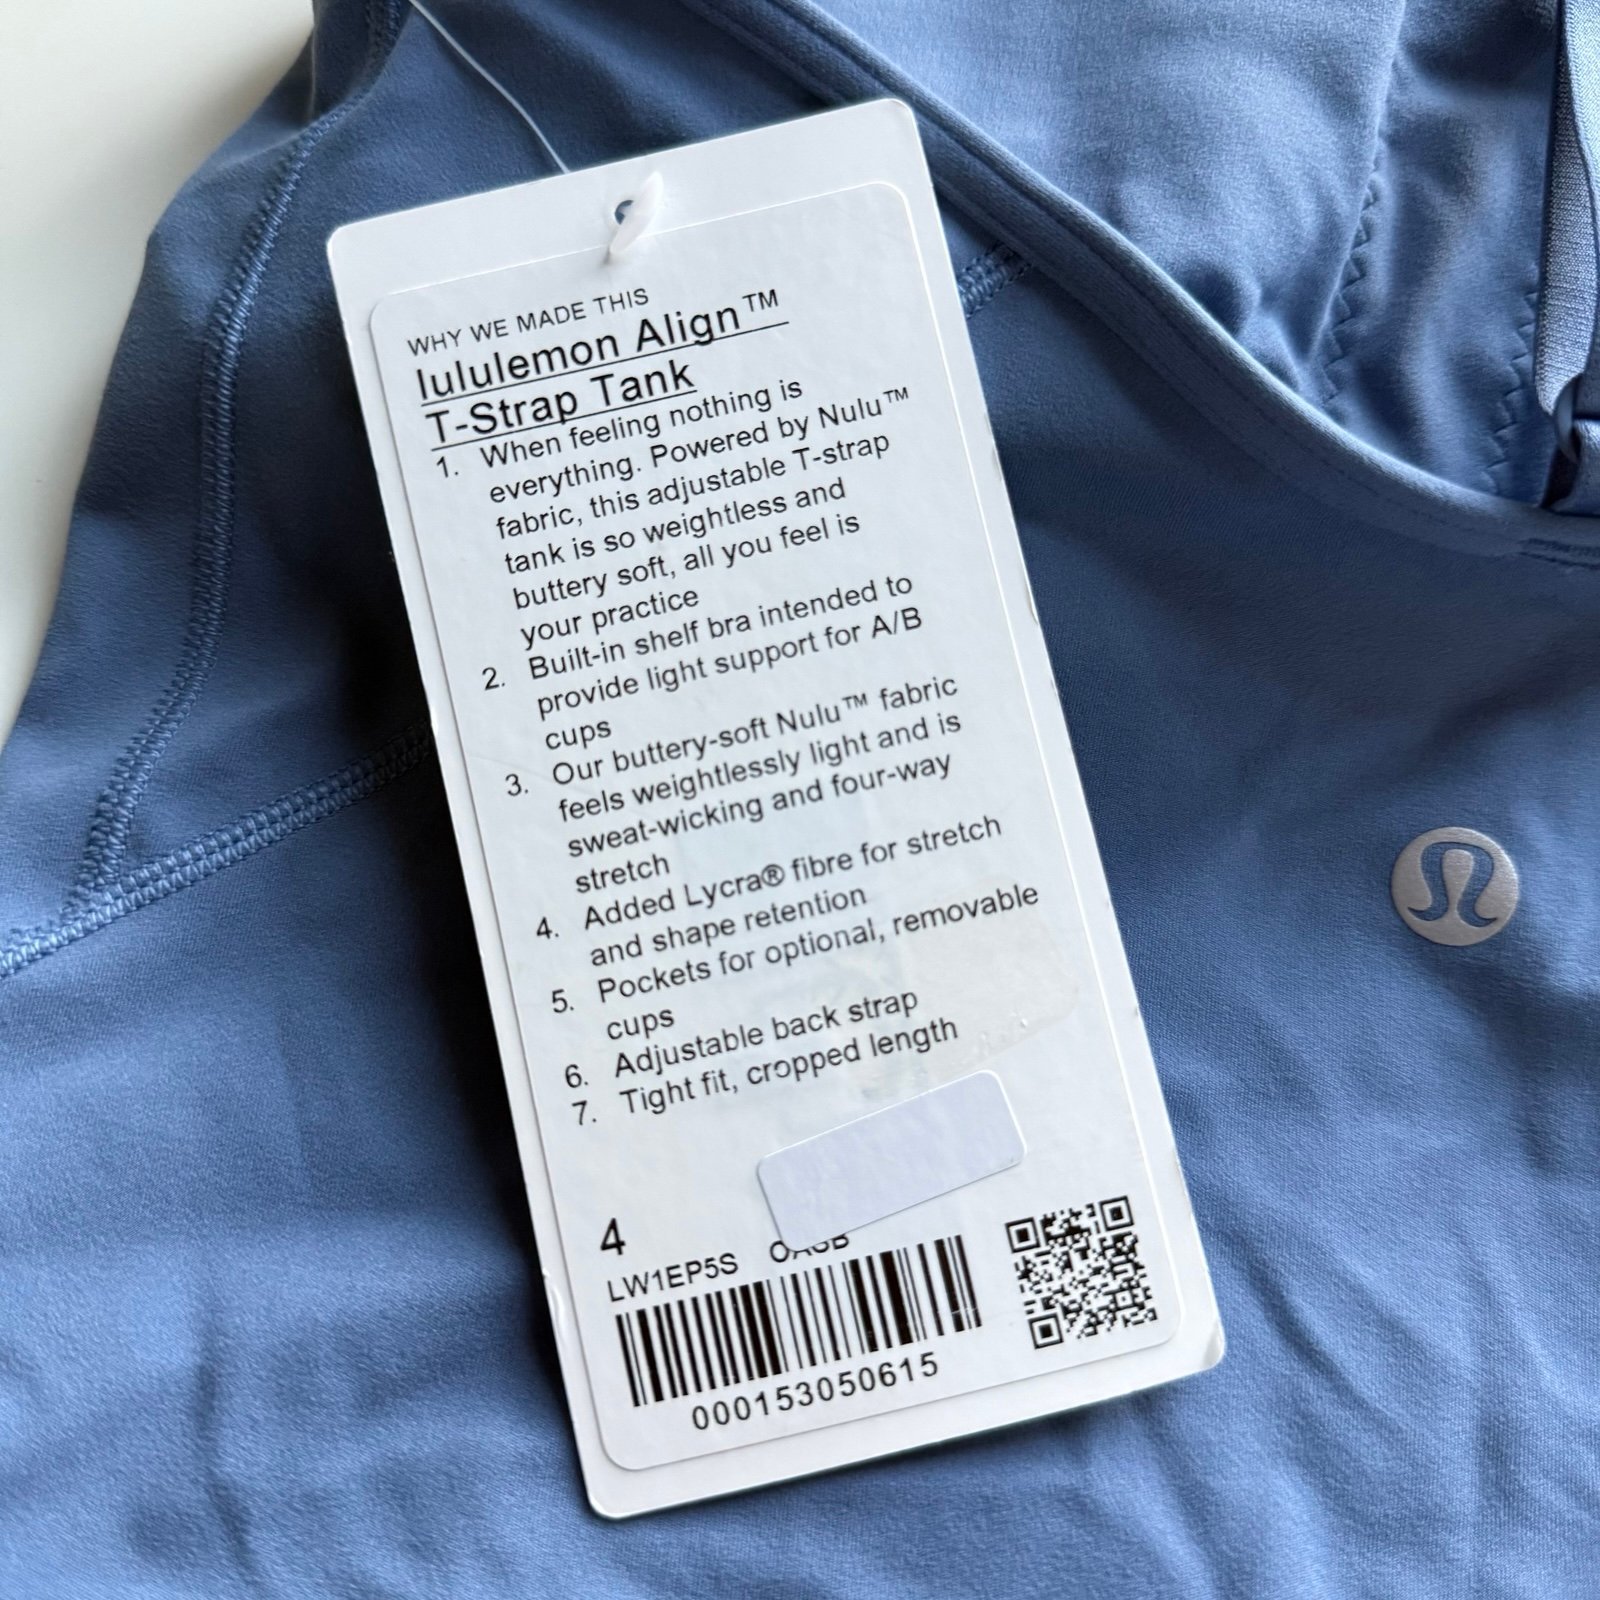 WHY WE MADE THIS
lululemon Align™
T-Strap Tank
1. When feeling nothing is
everything. Powered by Nulu™
fabric, this adjustable T-strap
tank is so weightless and
buttery soft, all you feel is
your practice
2. Built-in shelf bra intended to
provide light support for A/B
cups
3. Our buttery-soft Nulu™ fabric
feels weightlessly light and is
sweat-wicking and four-way
stretch
4. Added Lycra® fibre for stretch
and shape retention
5. Pockets for optional, removable
cups
6. Adjustable back strap
7. Tight fit, cropped length
4
LW1EP5S
000153050615